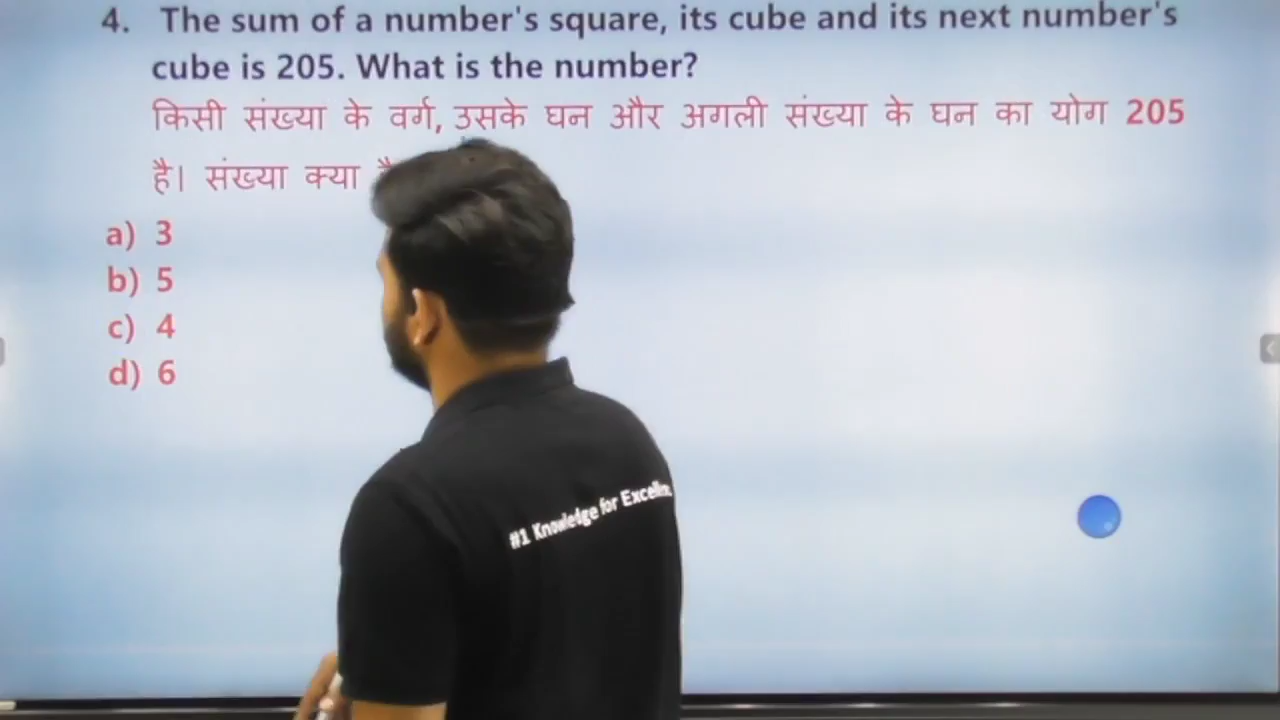 4. The sum of a number's square, its cube and its next number's
cube is 205. What is the number?
किसी संख्या के वर्ग, उसके घन और अगली संख्या के घन का योग 205
है। संख्या क्या
a) 3
b) 5
c) 4
d) 6
#1 Knowledge for